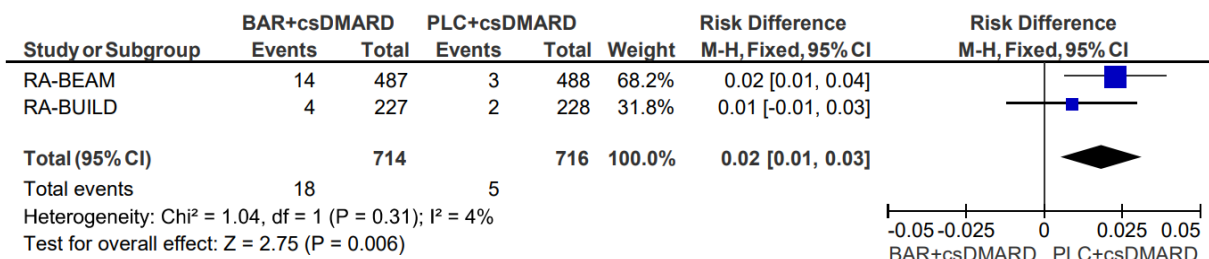 BAR+csDMARD PLC+csDMARD Risk Difference Risk Difference
Study or Subgroup Events Total Events Total Weight M-H, Fixed, 95% CI M-H, Fixed, 95% CI
RA-BEAM 14 487 3 488 68.2% 0.02 [0.01, 0.04]
RA-BUILD 4 227 2 228 31.8% 0.01 [-0.01, 0.03]
Total (95% CI) 714 716 100.0% 0.02 [0.01, 0.03]
Total events 18 5
Heterogeneity: Chi² = 1.04, df = 1 (P = 0.31); I² = 4%
Test for overall effect: Z = 2.75 (P = 0.006)
-0.05 -0.025 0 0.025 0.05
BAR+csDMARD PLC+csDMARD